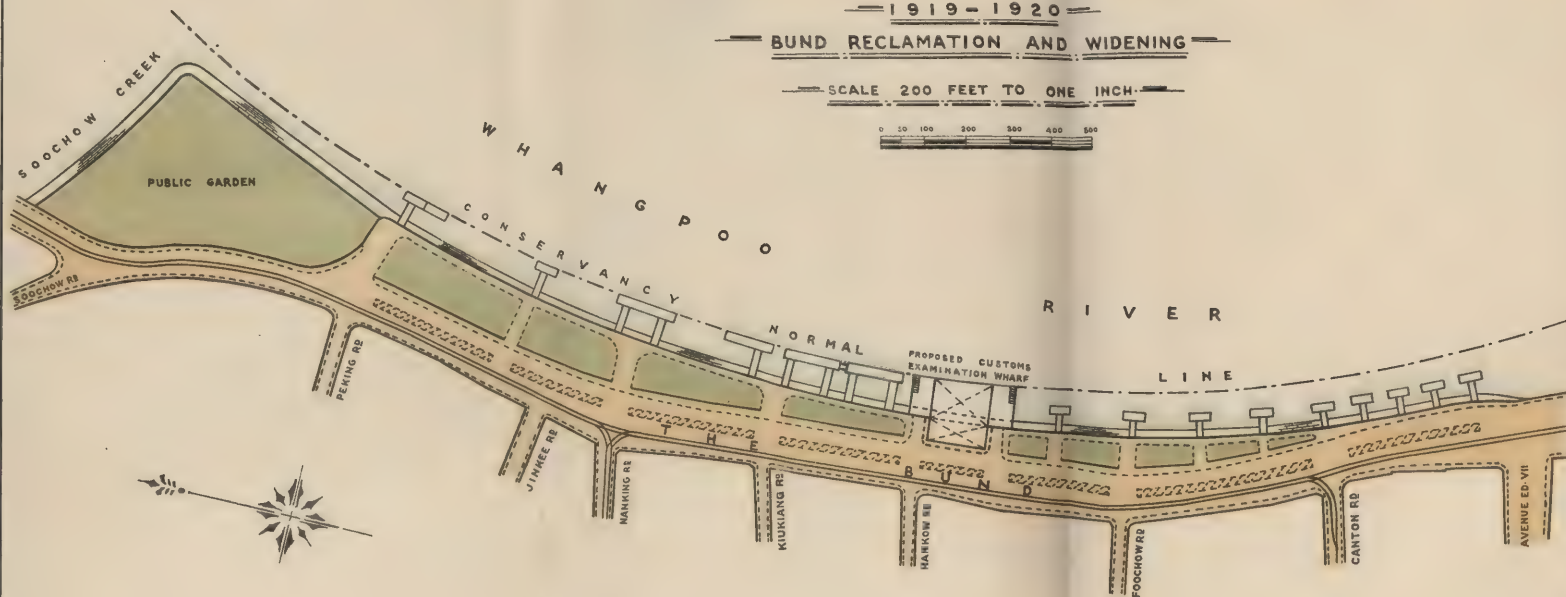 1919-1920
BUND RECLAMATION AND WIDENING
SCALE 200 FEET TO ONE INCH
0 50 100 200 300 400 500
SOOCHOW CREEK
PUBLIC GARDEN
WHANGPOO
RIVER
CONSERVANCY
NORMAL
LINE
PROPOSED CUSTOMS
EXAMINATION WHARF
SOOCHOW RD
PEKING RD
JINKEE RD
NANKING RD
THE
BUND
KIUKIANG RD
HANKOW RD
FOOCHOW RD
CANTON RD
AVENUE ED. VII